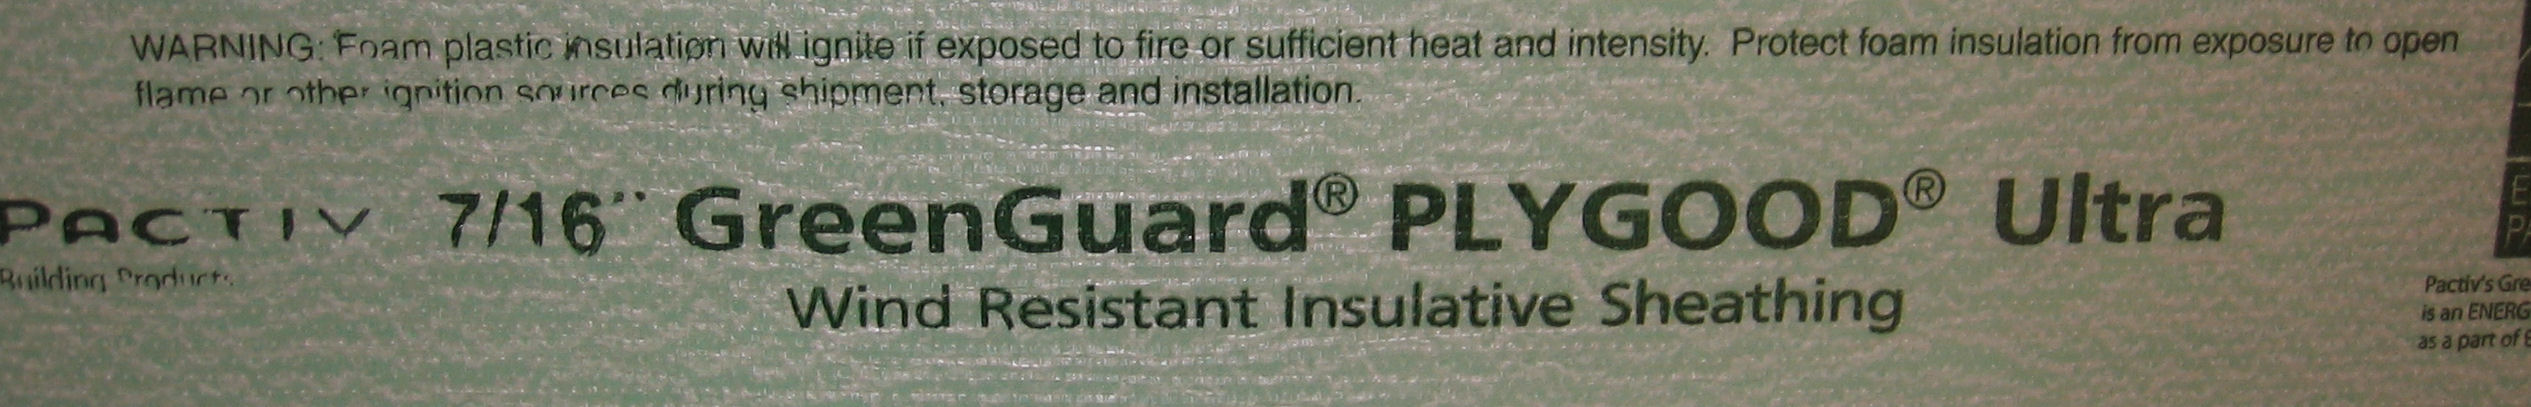 WARNING: Foam plastic insulation will ignite if exposed to fire or sufficient heat and intensity. Protect foam insulation from exposure to open
flame or other ignition sources during shipment, storage and installation.
PACTIV 7/16" GreenGuard® PLYGOOD® Ultra
Building Products
Wind Resistant Insulative Sheathing
E
PA
Pactiv's Gre
is an ENERG
as a part of E